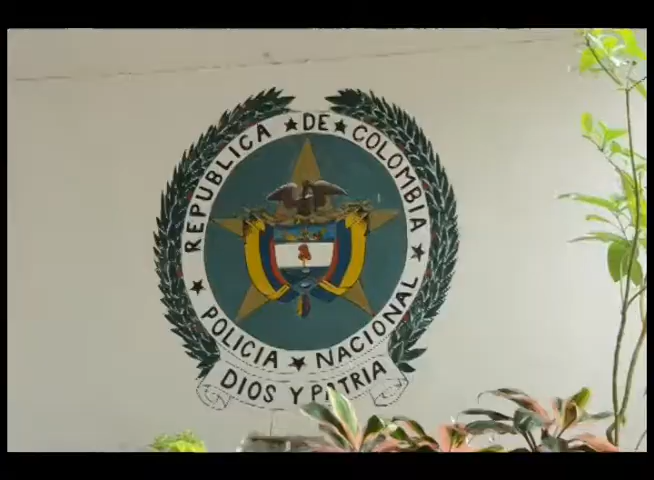 REPUBLICA ★ DE ★ COLOMBIA
★ POLICIA ★ NACIONAL ★
DIOS Y PATRIA